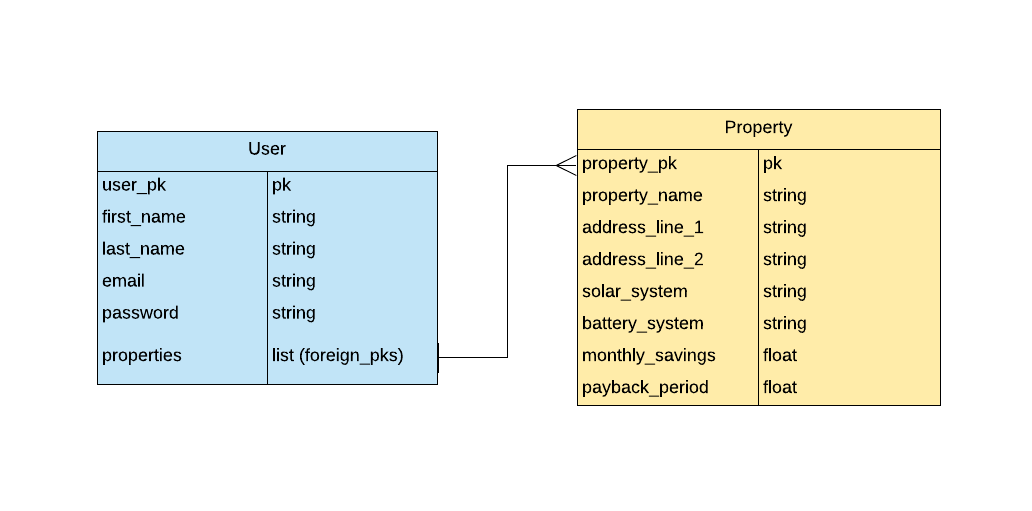 User
user_pk pk
first_name string
last_name string
email string
password string
properties list (foreign_pks)
Property
property_pk pk
property_name string
address_line_1 string
address_line_2 string
solar_system string
battery_system string
monthly_savings float
payback_period float